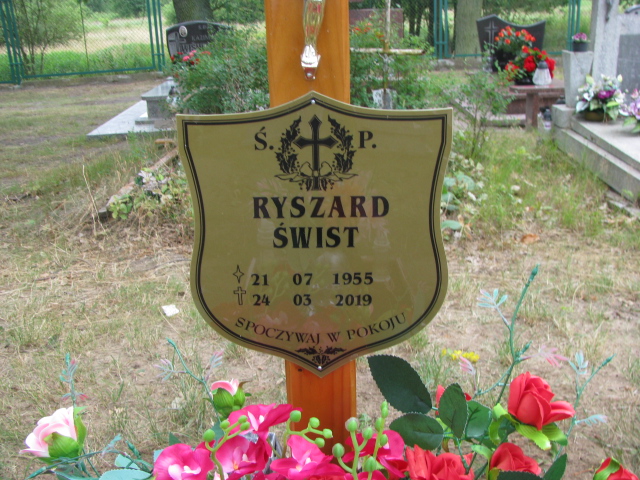 Ś. P.
RYSZARD
ŚWIST
21 07 1955
24 03 2019
SPOCZYWAJ W POKOJU